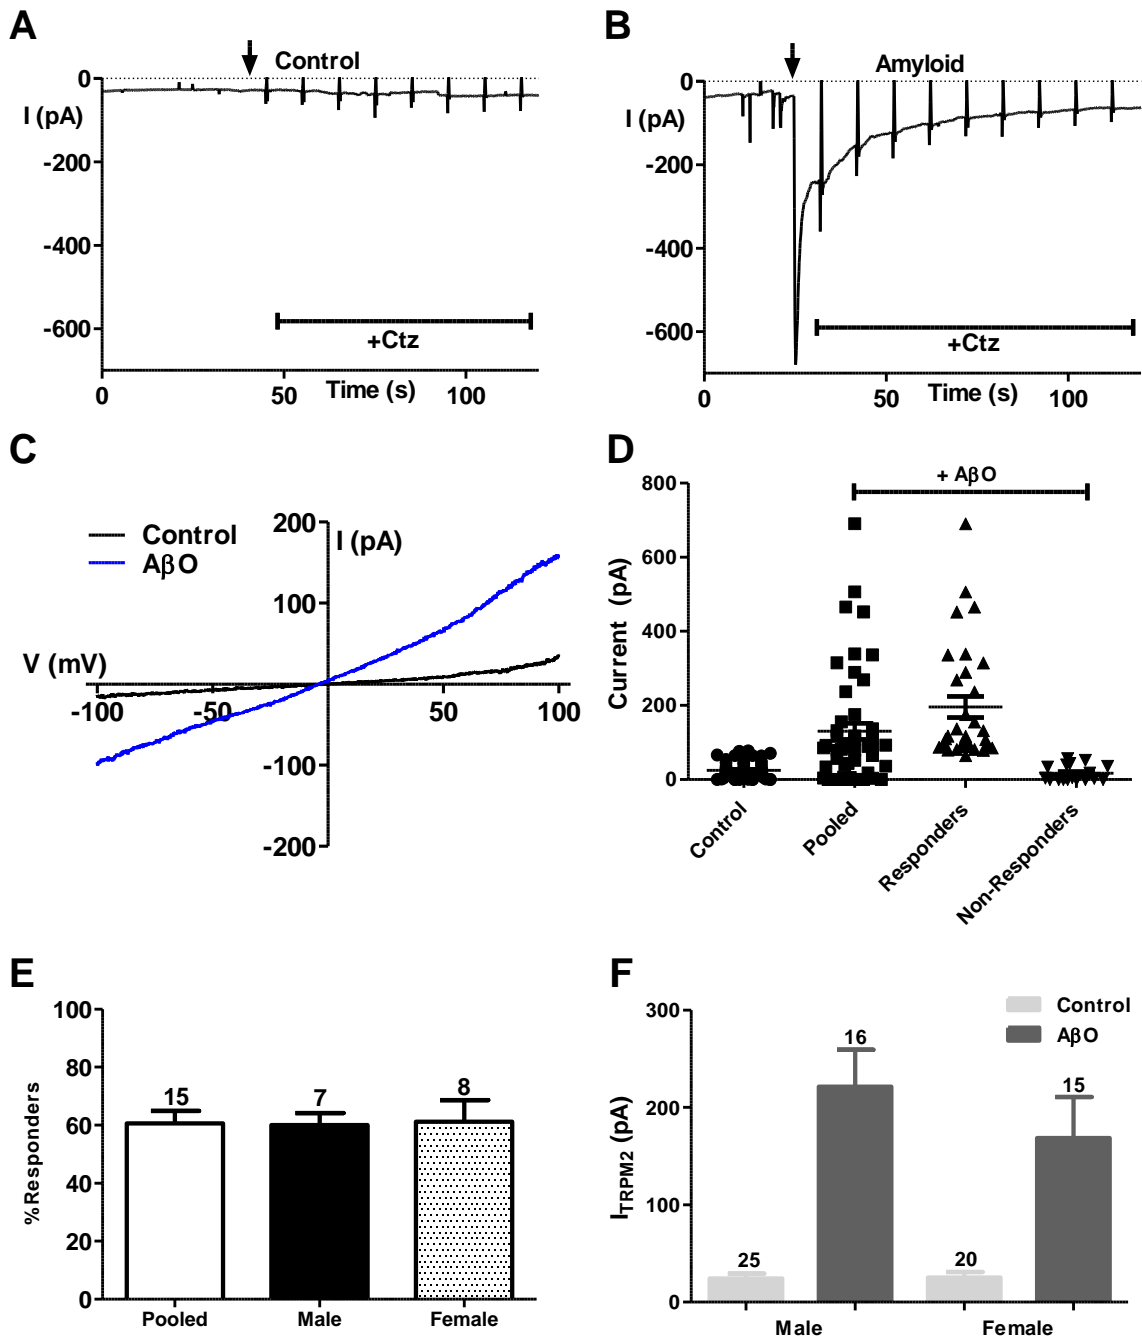 A
Control
0
I (pA)
-200
-400
-600
+Ctz
0
50
100
Time (s)
B
Amyloid
0
I (pA)
-200
-400
-600
+Ctz
0
50
100
Time (s)
C
Control
AβO
200
I (pA)
100
V (mV)
-100
-50
50
100
-100
-200
D
+ AβO
800
600
400
200
0
Current (pA)
Control
Pooled
Responders
Non-Responders
E
100
80
60
40
20
0
%Responders
15
7
8
Pooled
Male
Female
F
Control
AβO
300
200
100
0
I_TRPM2 (pA)
25
16
20
15
Male
Female